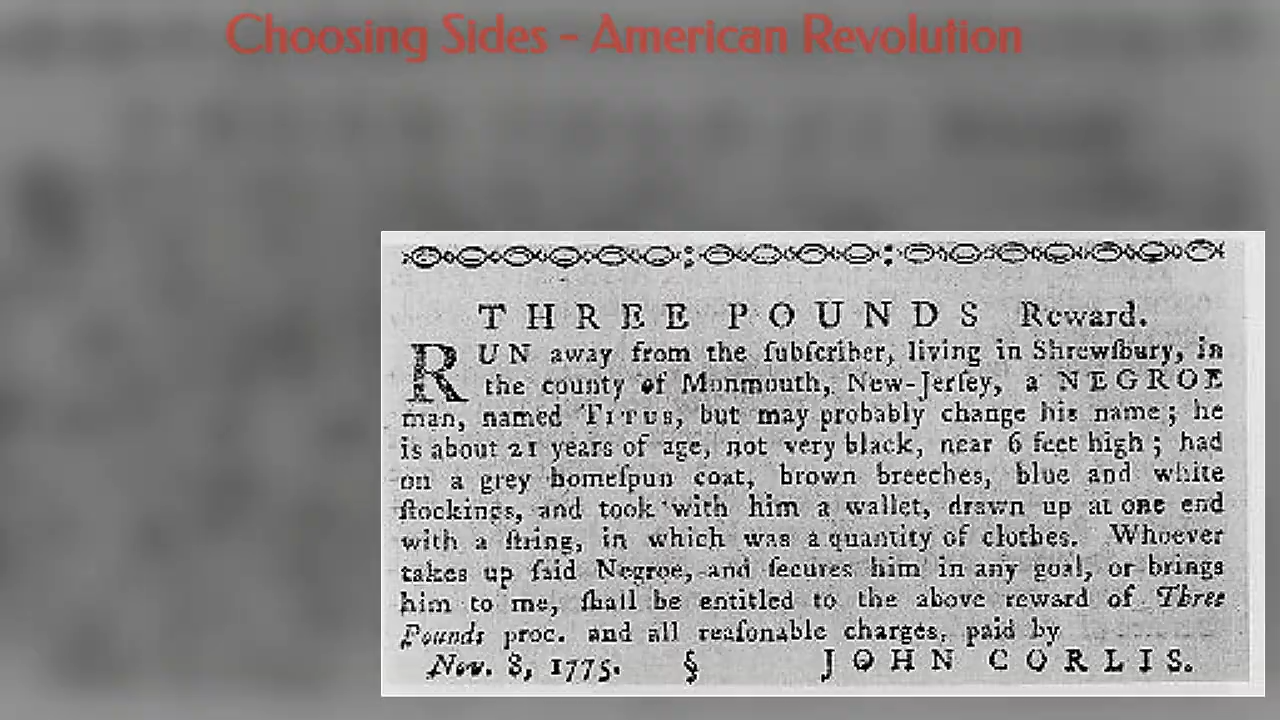 Choosing Sides - American Revolution
THREE POUNDS Reward.
RUN away from the ſubſcriber, living in Shrewſbury, in
the county of Monmouth, New-Jerſey, a NEGROE
man, named TITUS, but may probably change his name; he
is about 21 years of age, not very black, near 6 feet high; had
on a grey homeſpun coat, brown breeches, blue and white
ſtockings, and took with him a wallet, drawn up at one end
with a ſtring, in which was a quantity of clothes. Whoever
takes up ſaid Negroe, and ſecures him in any goal, or brings
him to me, ſhall be entitled to the above reward of Three
Pounds proc. and all reaſonable charges, paid by
Nov. 8, 1775. § JOHN CORLIS.